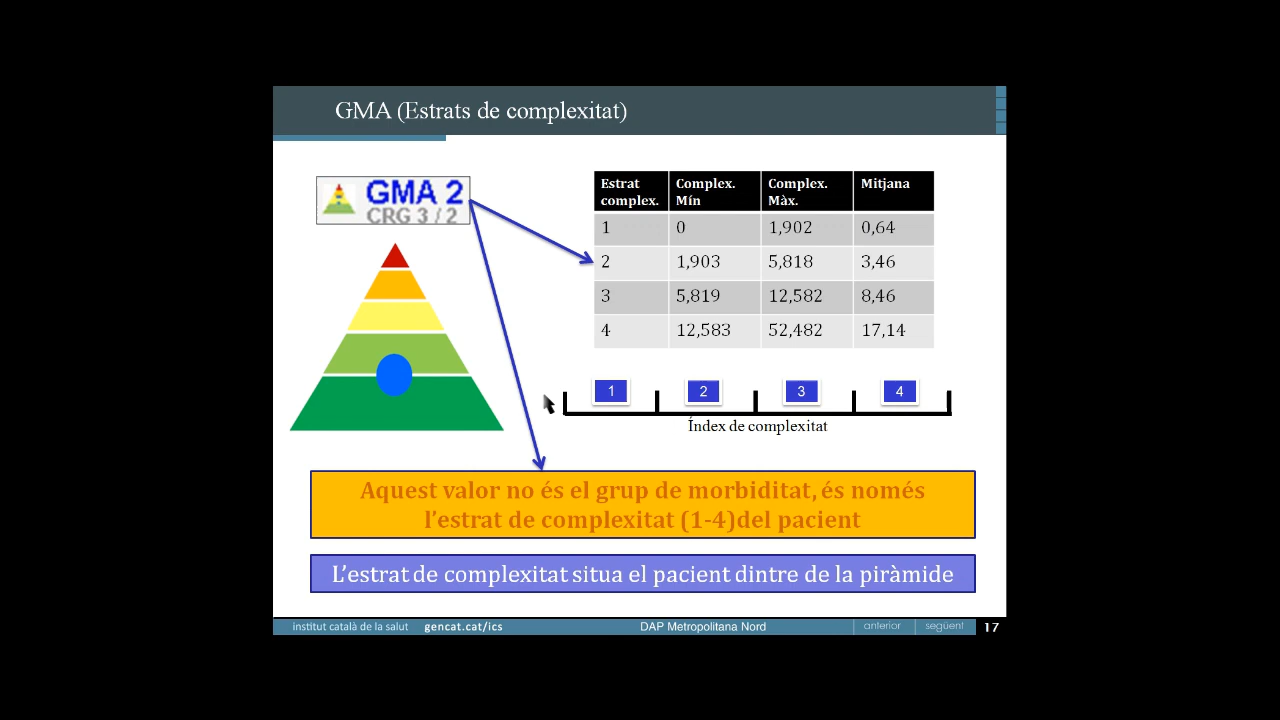 GMA (Estrats de complexitat)
GMA 2
CRG 3 / 2
Estrat complex. Complex. Mín Complex. Màx. Mitjana
1 0 1,902 0,64
2 1,903 5,818 3,46
3 5,819 12,582 8,46
4 12,583 52,482 17,14
1 2 3 4
Índex de complexitat
Aquest valor no és el grup de morbiditat, és només
l'estrat de complexitat (1-4)del pacient
L'estrat de complexitat situa el pacient dintre de la piràmide
institut català de la salut gencat.cat/ics DAP Metropolitana Nord anterior següent 17